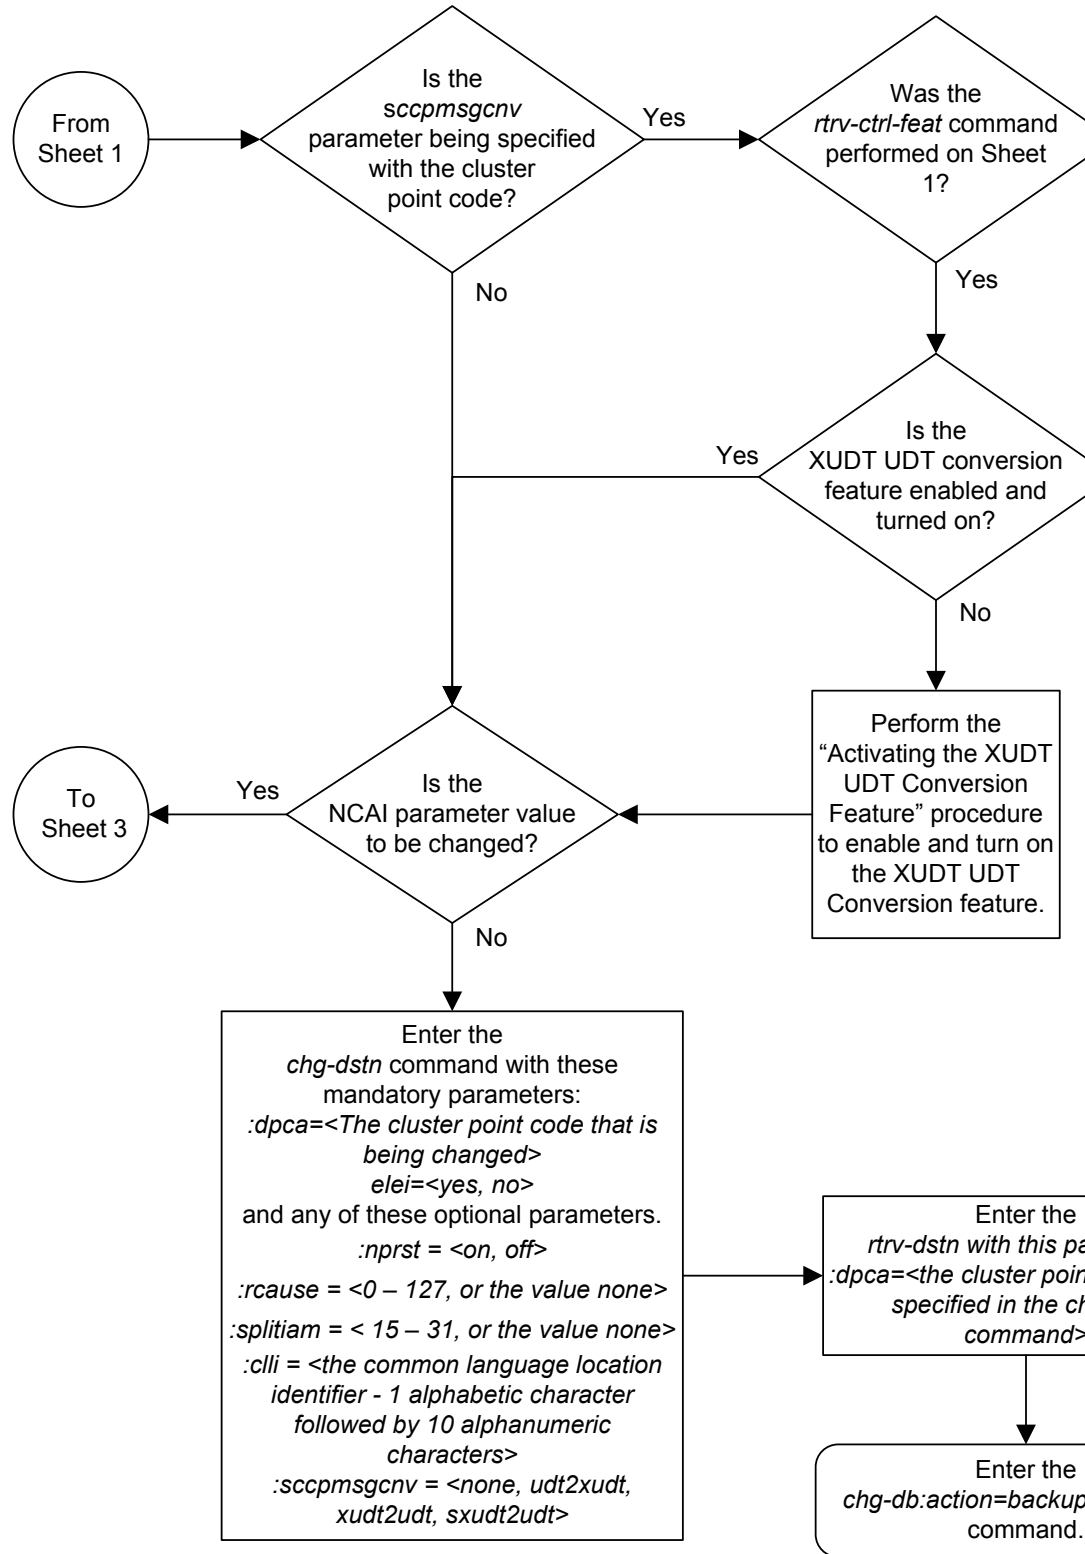 From
Sheet 1
Is the
sccpmsgcnv
parameter being specified
with the cluster
point code?
Yes
No
Was the
rtrv-ctrl-feat command
performed on Sheet
1?
Yes
Is the
XUDT UDT conversion
feature enabled and
turned on?
Yes
No
Perform the
“Activating the XUDT
UDT Conversion
Feature” procedure
to enable and turn on
the XUDT UDT
Conversion feature.
Is the
NCAI parameter value
to be changed?
Yes
No
To
Sheet 3
Enter the
chg-dstn command with these
mandatory parameters:
:dpca=<The cluster point code that is
being changed>
elei=<yes, no>
and any of these optional parameters.
:nprst = <on, off>
:rcause = <0 – 127, or the value none>
:splitiam = < 15 – 31, or the value none>
:clli = <the common language location
identifier - 1 alphabetic character
followed by 10 alphanumeric
characters>
:sccpmsgcnv = <none, udt2xudt,
xudt2udt, sxudt2udt>
Enter the
rtrv-dstn with this pa
:dpca=<the cluster poin
specified in the ch
command>
Enter the
chg-db:action=backup
command.